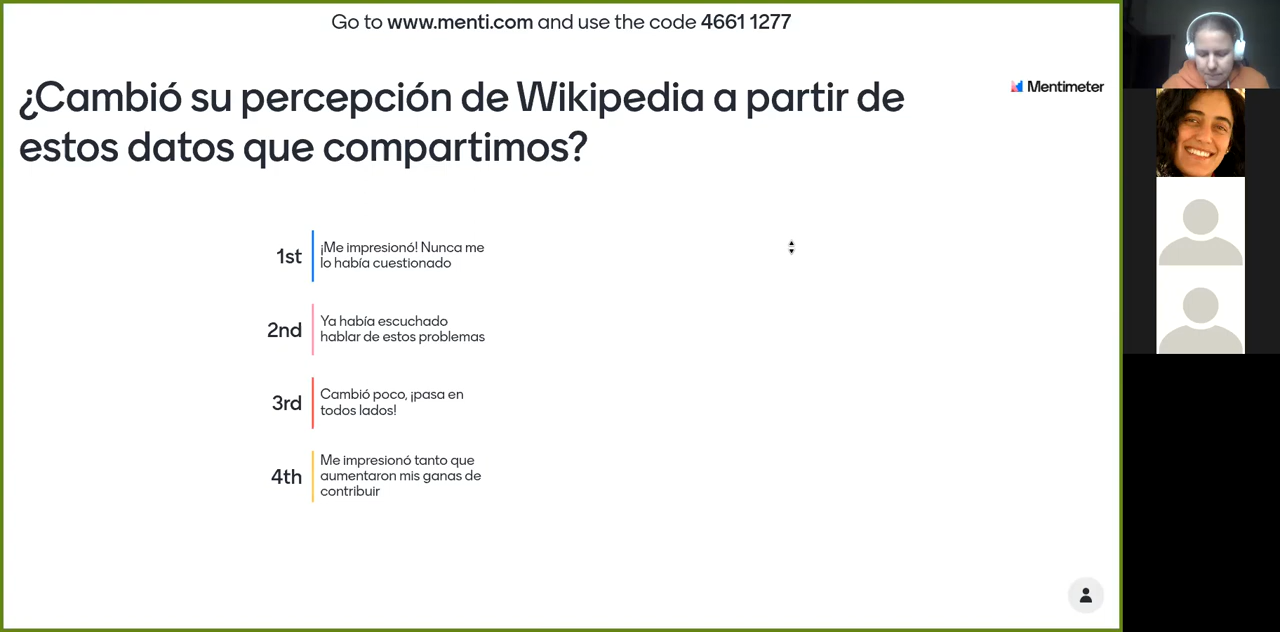 Go to www.menti.com and use the code 4661 1277
¿Cambió su percepción de Wikipedia a partir de
estos datos que compartimos?
Mentimeter
1st
¡Me impresionó! Nunca me
lo había cuestionado
2nd
Ya había escuchado
hablar de estos problemas
3rd
Cambió poco, ¡pasa en
todos lados!
4th
Me impresionó tanto que
aumentaron mis ganas de
contribuir